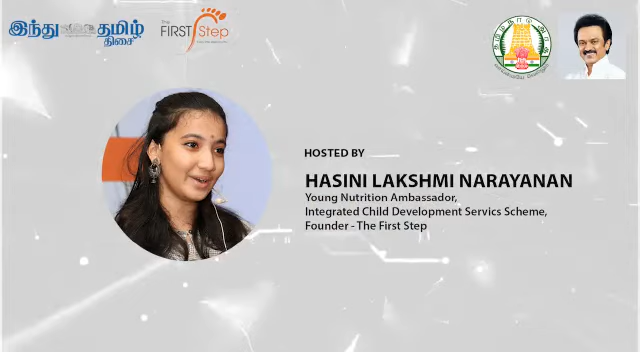 இந்து தமிழ்
திசை
The
FIRST Step
HOSTED BY
HASINI LAKSHMI NARAYANAN
Young Nutrition Ambassador,
Integrated Child Development Servics Scheme,
Founder - The First Step